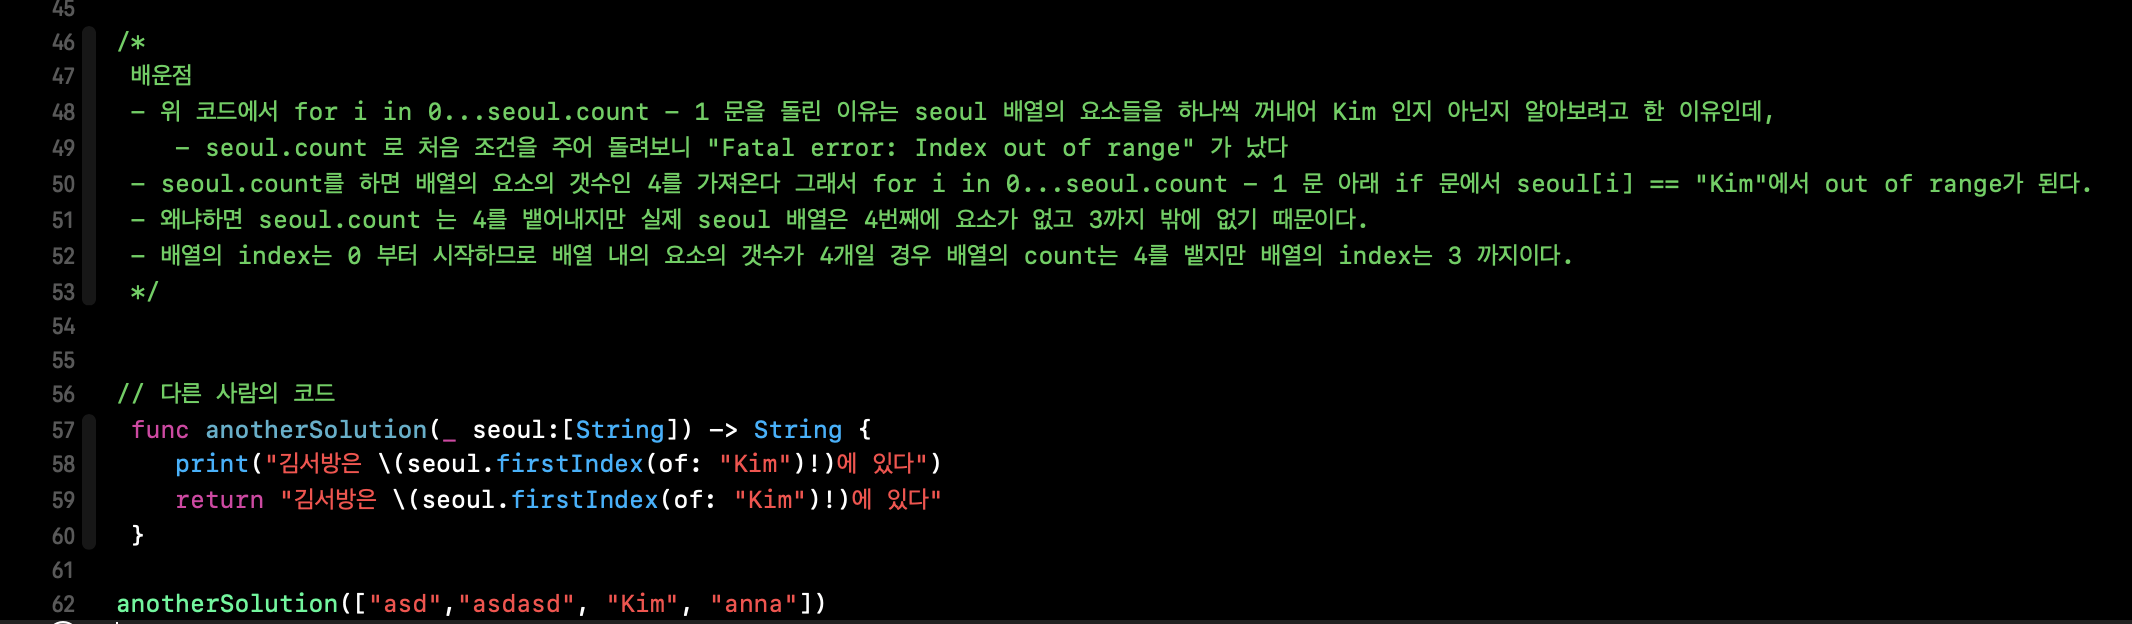 45
46 /*
47 배운점
48 - 위 코드에서 for i in 0...seoul.count - 1 문을 돌린 이유는 seoul 배열의 요소들을 하나씩 꺼내어 Kim 인지 아닌지 알아보려고 한 이유인데,
49 - seoul.count 로 처음 조건을 주어 돌려보니 "Fatal error: Index out of range" 가 났다
50 - seoul.count를 하면 배열의 요소의 갯수인 4를 가져온다 그래서 for i in 0...seoul.count - 1 문 아래 if 문에서 seoul[i] == "Kim"에서 out of range가 된다.
51 - 왜냐하면 seoul.count 는 4를 뱉어내지만 실제 seoul 배열은 4번째에 요소가 없고 3까지 밖에 없기 때문이다.
52 - 배열의 index는 0 부터 시작하므로 배열 내의 요소의 갯수가 4개일 경우 배열의 count는 4를 뱉지만 배열의 index는 3 까지이다.
53 */
54
55
56 // 다른 사람의 코드
57 func anotherSolution(_ seoul:[String]) -> String {
58 print("김서방은 \(seoul.firstIndex(of: "Kim")!)에 있다")
59 return "김서방은 \(seoul.firstIndex(of: "Kim")!)에 있다"
60 }
61
62 anotherSolution(["asd","asdasd", "Kim", "anna"])